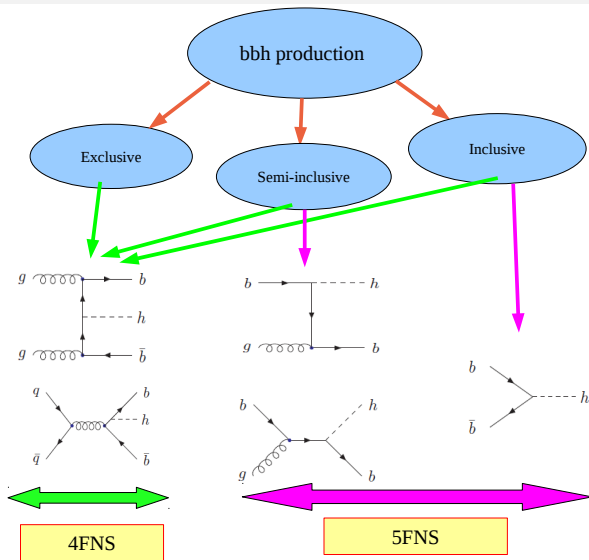 bbh production
Exclusive
Semi-inclusive
Inclusive
g
b
h
g
b̄
b
h
g
b
q
b
h
q̄
b̄
b
h
g
b
b
h
b̄
4FNS
5FNS